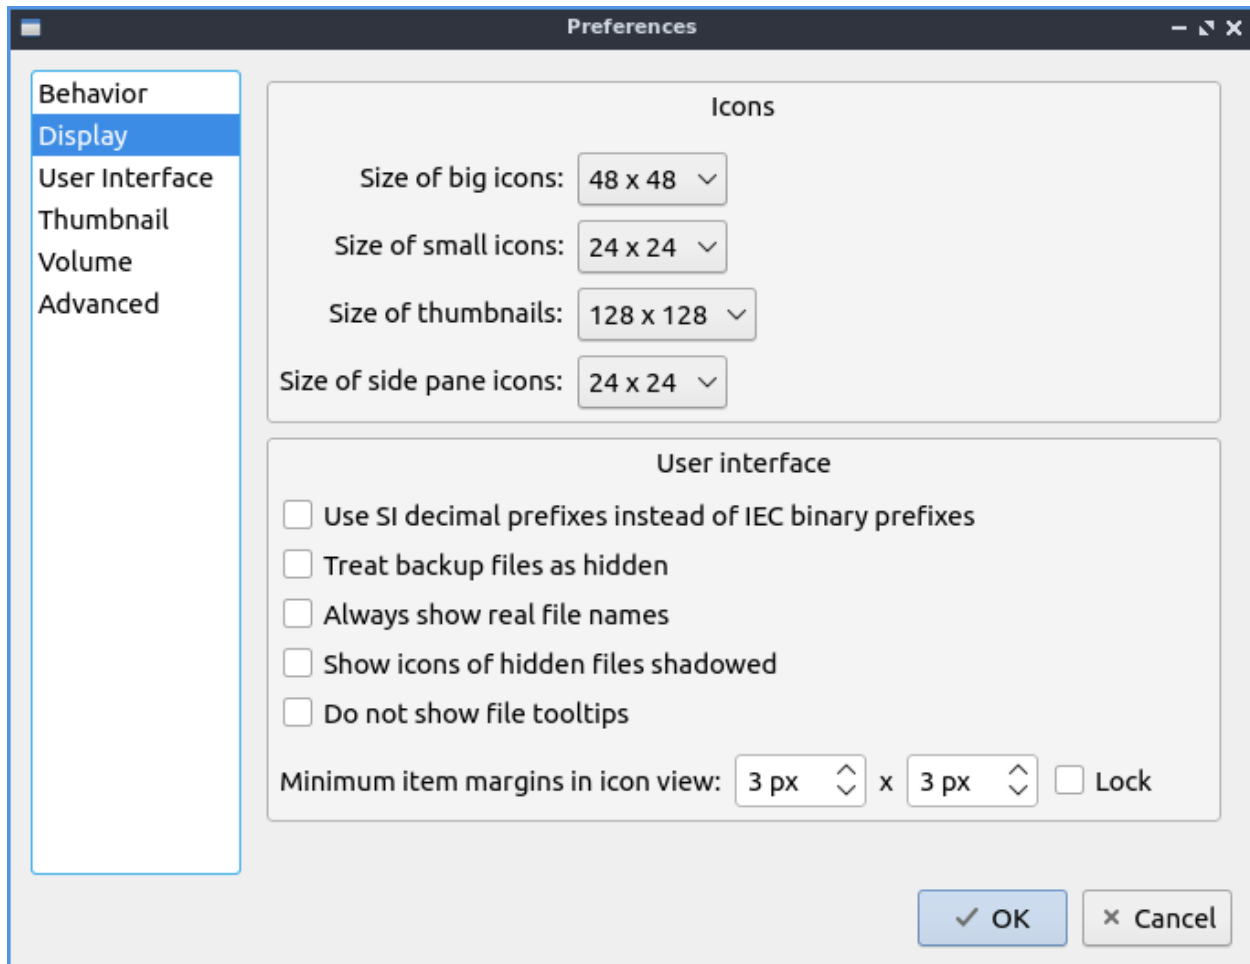 Preferences
Behavior
Display
User Interface
Thumbnail
Volume
Advanced
Icons
Size of big icons: 48 x 48
Size of small icons: 24 x 24
Size of thumbnails: 128 x 128
Size of side pane icons: 24 x 24
User interface
Use SI decimal prefixes instead of IEC binary prefixes
Treat backup files as hidden
Always show real file names
Show icons of hidden files shadowed
Do not show file tooltips
Minimum item margins in icon view: 3 px x 3 px Lock
OK Cancel